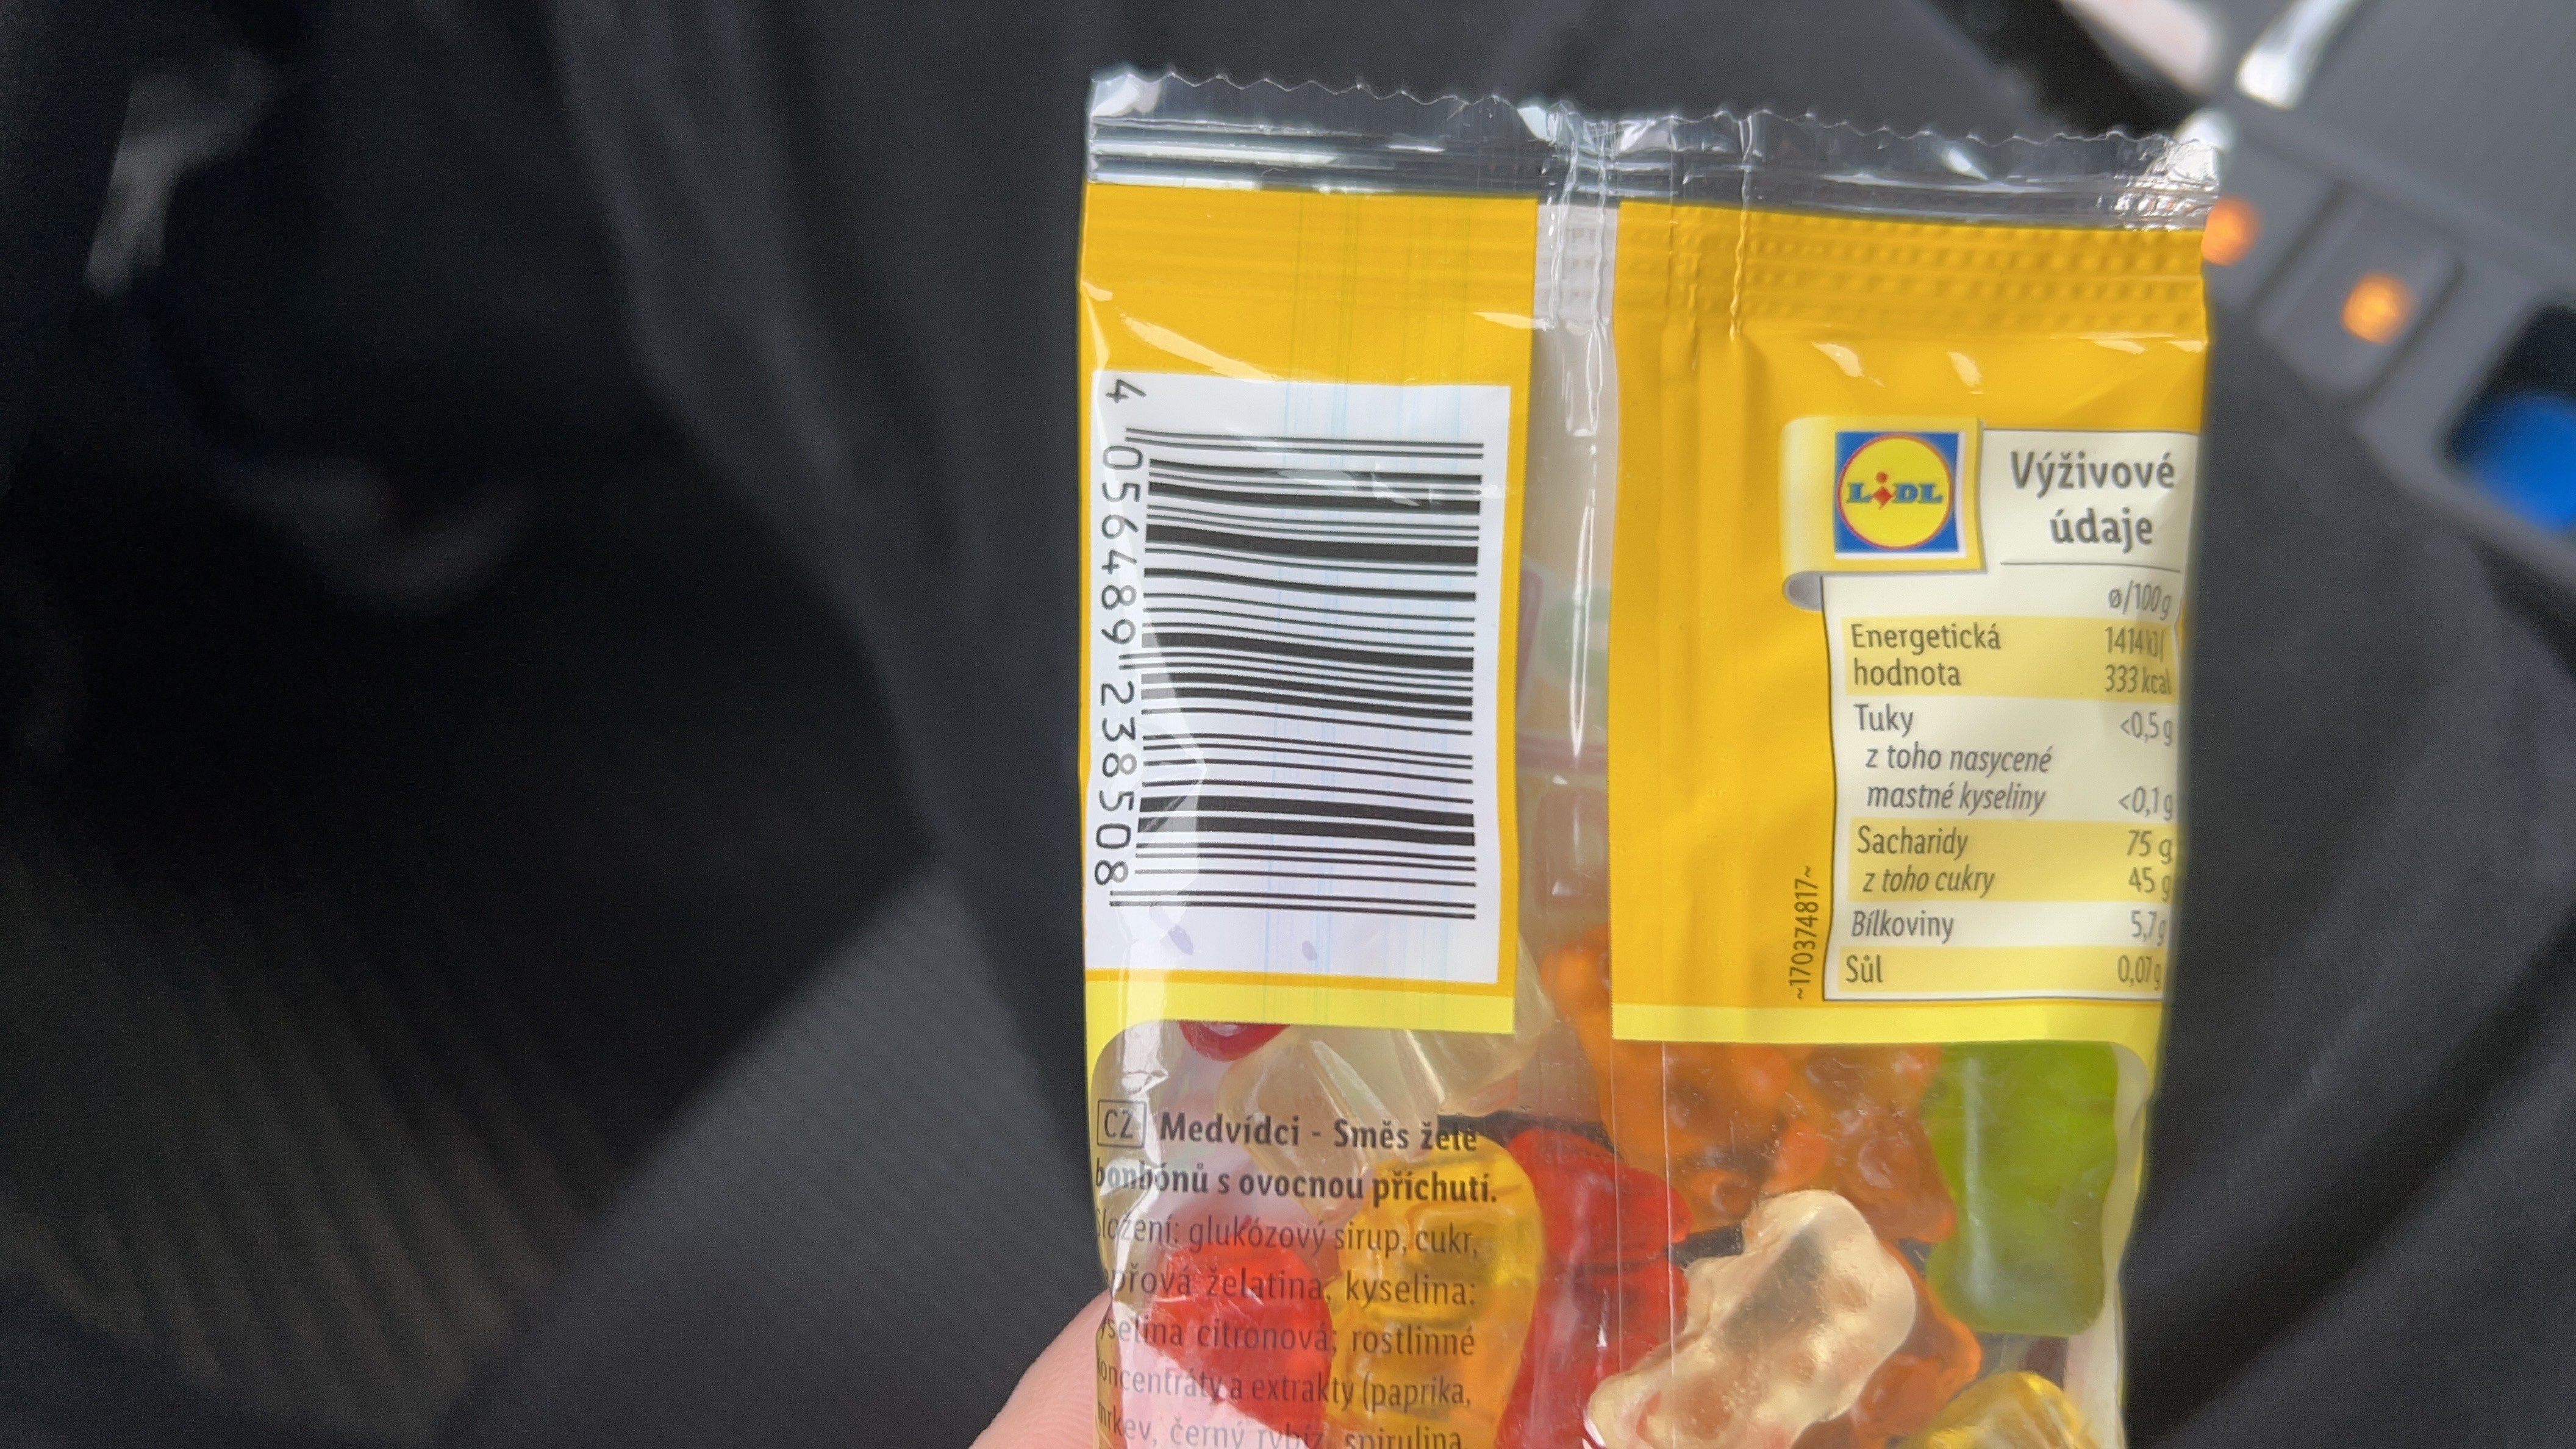 4 056489 238508
LiDL
Výživové
údaje
ø/100 g
Energetická 1414 kJ/
hodnota 333 kcal
Tuky <0,5 g
z toho nasycené
mastné kyseliny <0,1 g
Sacharidy 75 g
z toho cukry 45 g
Bílkoviny 5,7 g
Sůl 0,07 g
~170374817~
CZ Medvídci - Směs želé
bonbónů s ovocnou příchutí.
Složení: glukózový sirup, cukr,
želatina, kyselina:
citronová; rostlinné
koncentráty a extrakty (paprika,
mrkev, černý rybíz, spirulina,